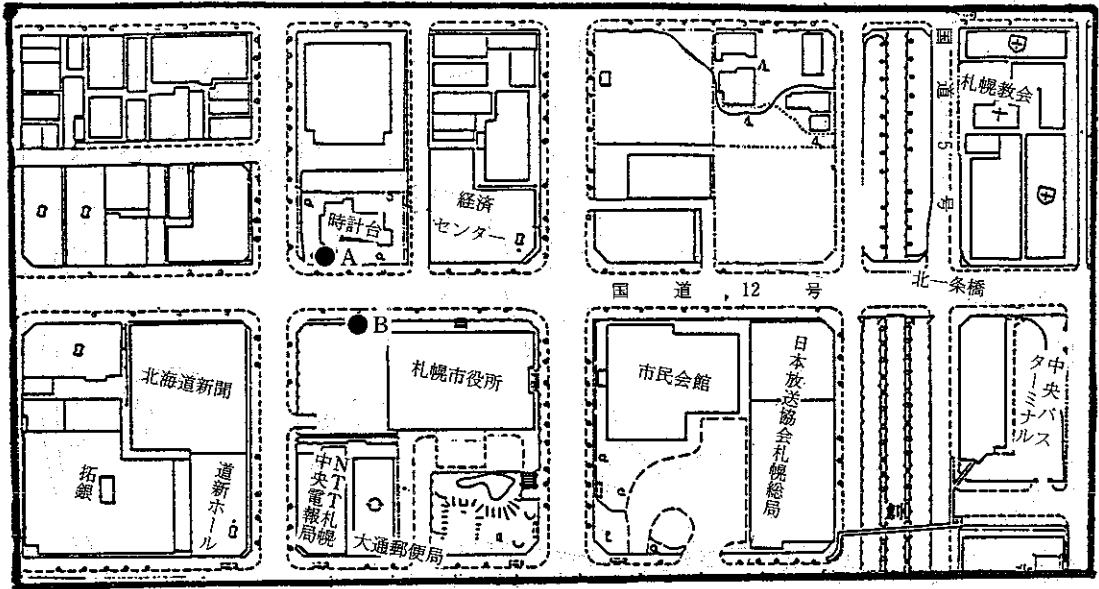 国道5号
札幌教会
時計台
経済
センター
A
国道12号
北一条橋
B
北海道新聞
札幌市役所
市民会館
日本放送協会札幌総局
中央バス
ターミナル
拓銀
道新ホール
NTT札幌
中央電報局
大通郵便局